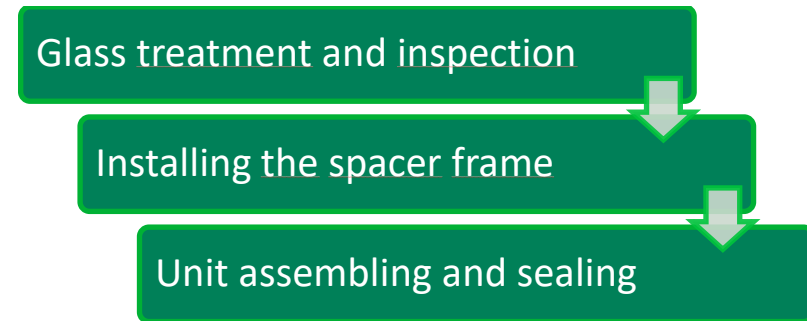 Glass treatment and inspection
Installing the spacer frame
Unit assembling and sealing